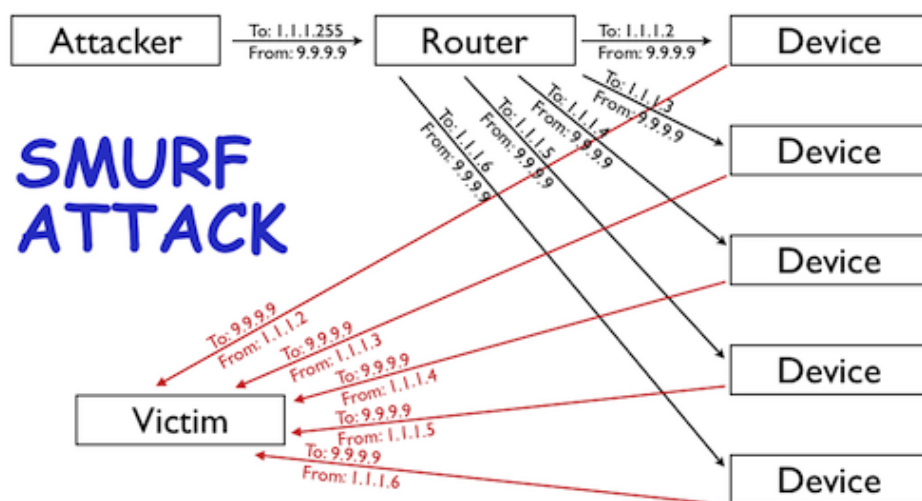 Attacker
To: 1.1.1.255
From: 9.9.9.9
Router
To: 1.1.1.2
From: 9.9.9.9
Device
To: 1.1.1.3
From: 9.9.9.9
To: 1.1.1.4
From: 9.9.9.9
To: 1.1.1.5
From: 9.9.9.9
To: 1.1.1.6
From: 9.9.9.9
Device
SMURF
ATTACK
Device
To: 9.9.9.9
From: 1.1.1.2
To: 9.9.9.9
From: 1.1.1.3
To: 9.9.9.9
From: 1.1.1.4
Device
Victim
To: 9.9.9.9
From: 1.1.1.5
To: 9.9.9.9
From: 1.1.1.6
Device